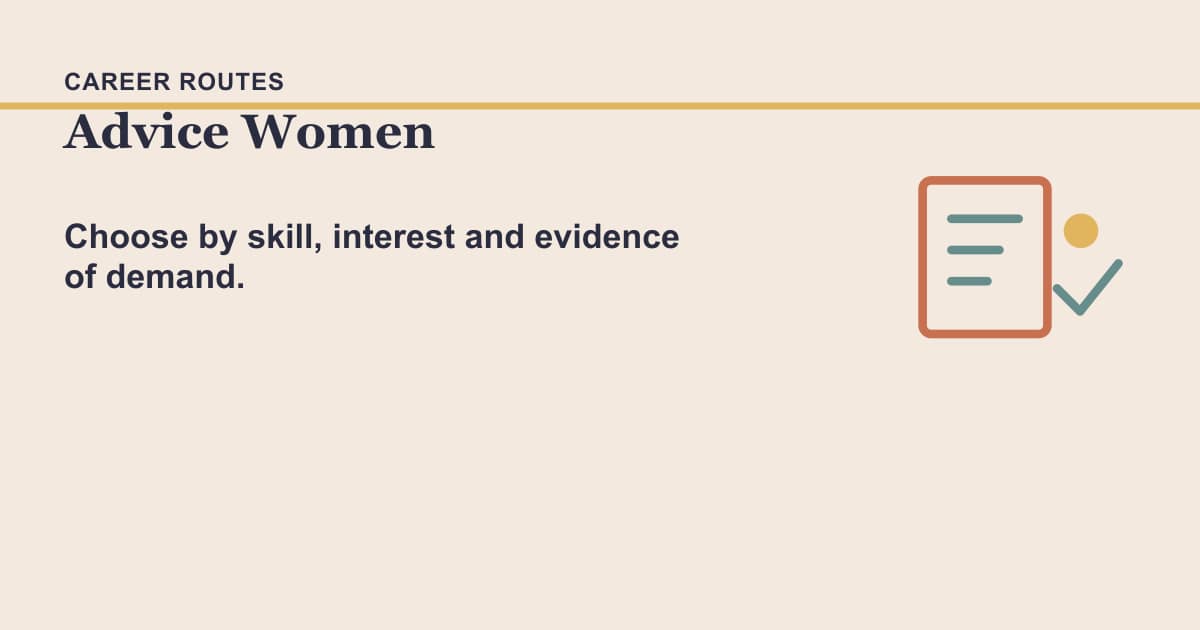 CAREER ROUTES
Advice Women
Choose by skill, interest and evidence
of demand.